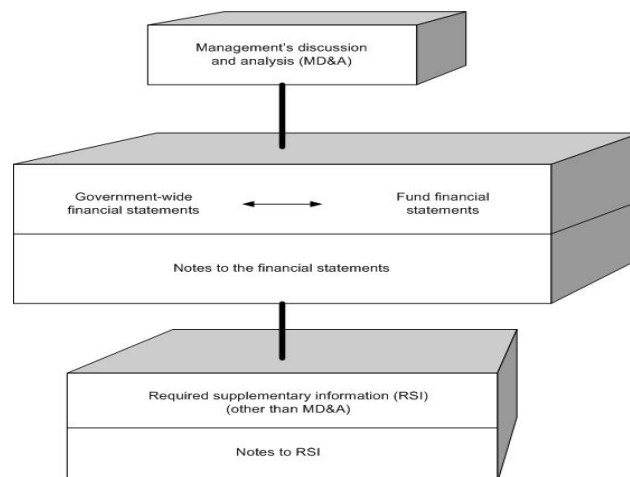 Management's discussion
and analysis (MD&A)
Government-wide
financial statements
Fund financial
statements
Notes to the financial statements
Required supplementary information (RSI)
(other than MD&A)
Notes to RSI